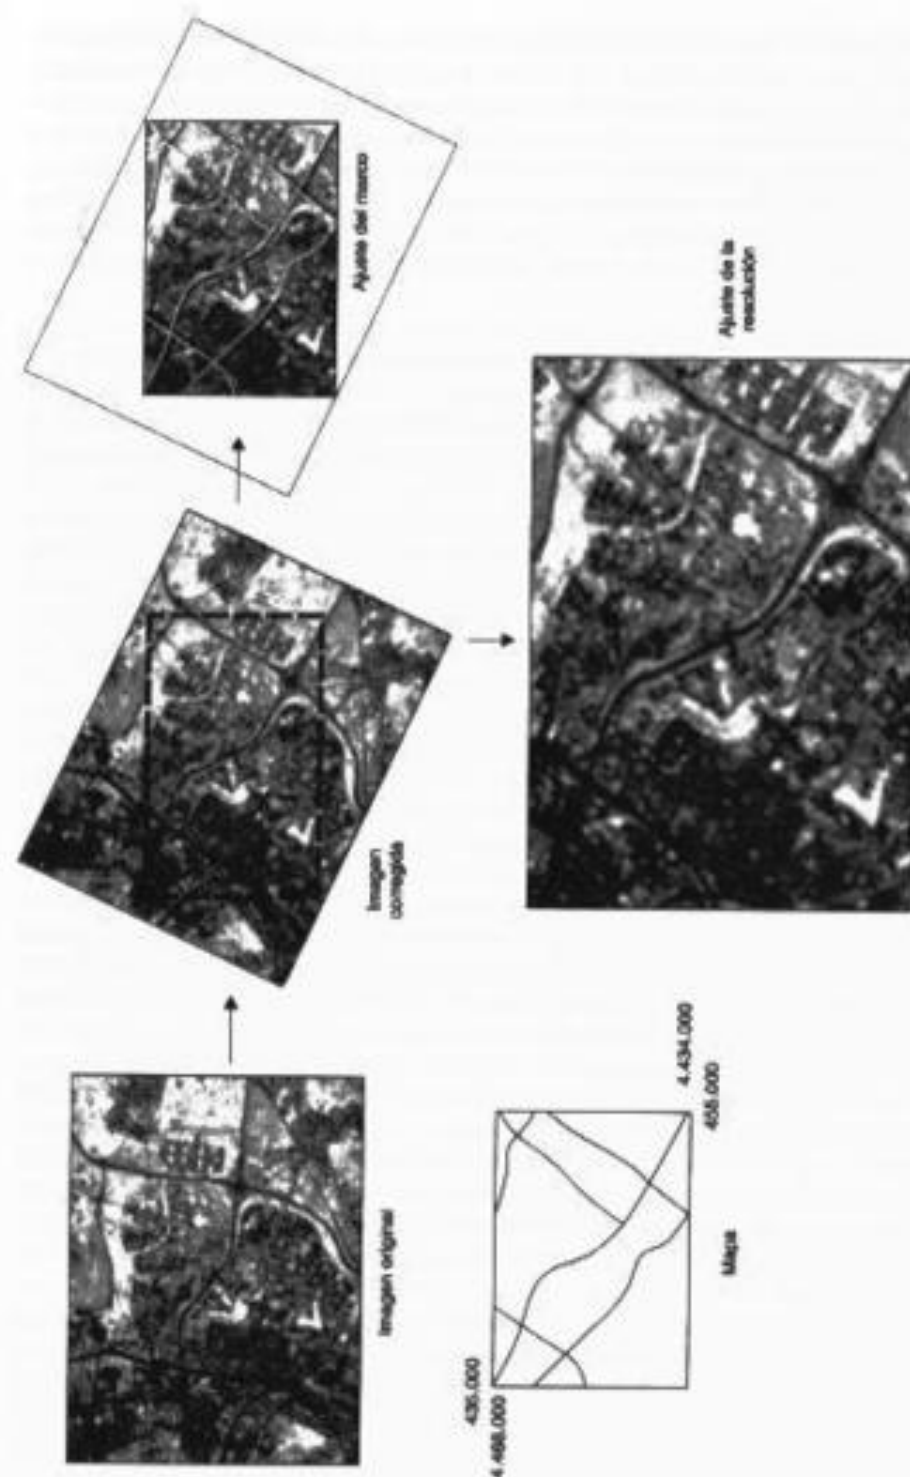 Imagen original
Imagen
corregida
Ajuste del marco
435.000
4.468.000
4.434.000
455.000
Mapa
Ajuste de la
resolución